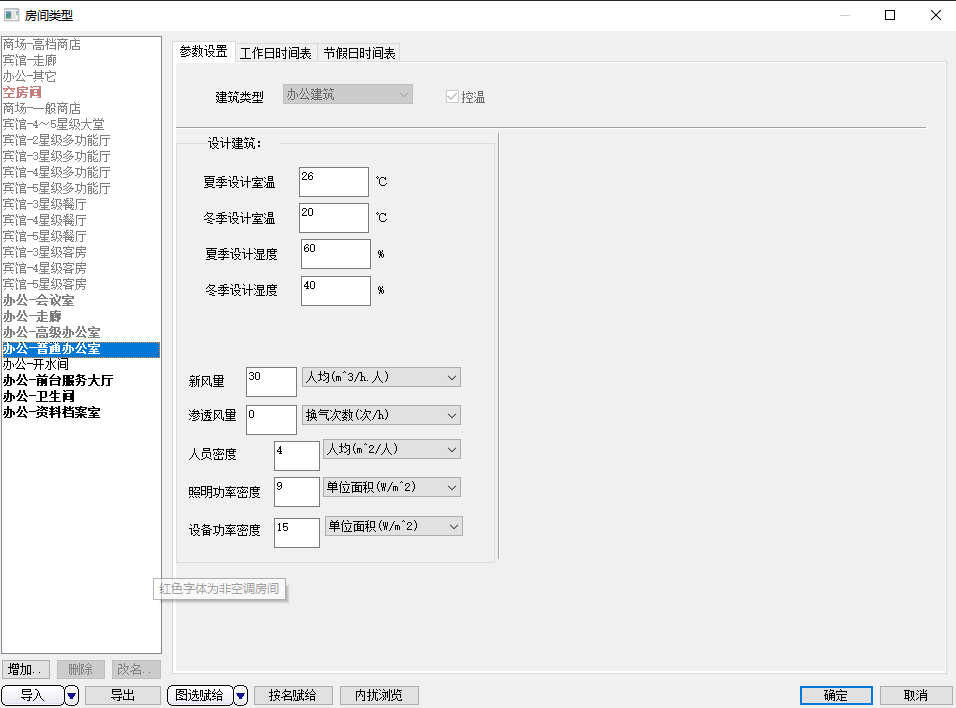 房间类型
商场-高档商店
宾馆-走廊
办公-其它
空房间
商场-一般商店
宾馆-4~5星级大堂
宾馆-2星级多功能厅
宾馆-3星级多功能厅
宾馆-4星级多功能厅
宾馆-5星级多功能厅
宾馆-3星级餐厅
宾馆-4星级餐厅
宾馆-5星级餐厅
宾馆-3星级客房
宾馆-4星级客房
宾馆-5星级客房
办公-会议室
办公-走廊
办公-高级办公室
办公-普通办公室
办公-开水间
办公-前台服务大厅
办公-卫生间
办公-资料档案室
参数设置 工作日时间表 节假日时间表
建筑类型 办公建筑 控温
设计建筑:
夏季设计室温 26 ℃
冬季设计室温 20 ℃
夏季设计湿度 60 %
冬季设计湿度 40 %
新风量 30 人均(m^3/h.人)
渗透风量 0 换气次数(次/h)
人员密度 4 人均(m^2/人)
照明功率密度 9 单位面积(W/m^2)
设备功率密度 15 单位面积(W/m^2)
红色字体为非空调房间
增加.. 删除 改名..
导入 导出 图选赋给 按名赋给 内扰浏览 确定 取消